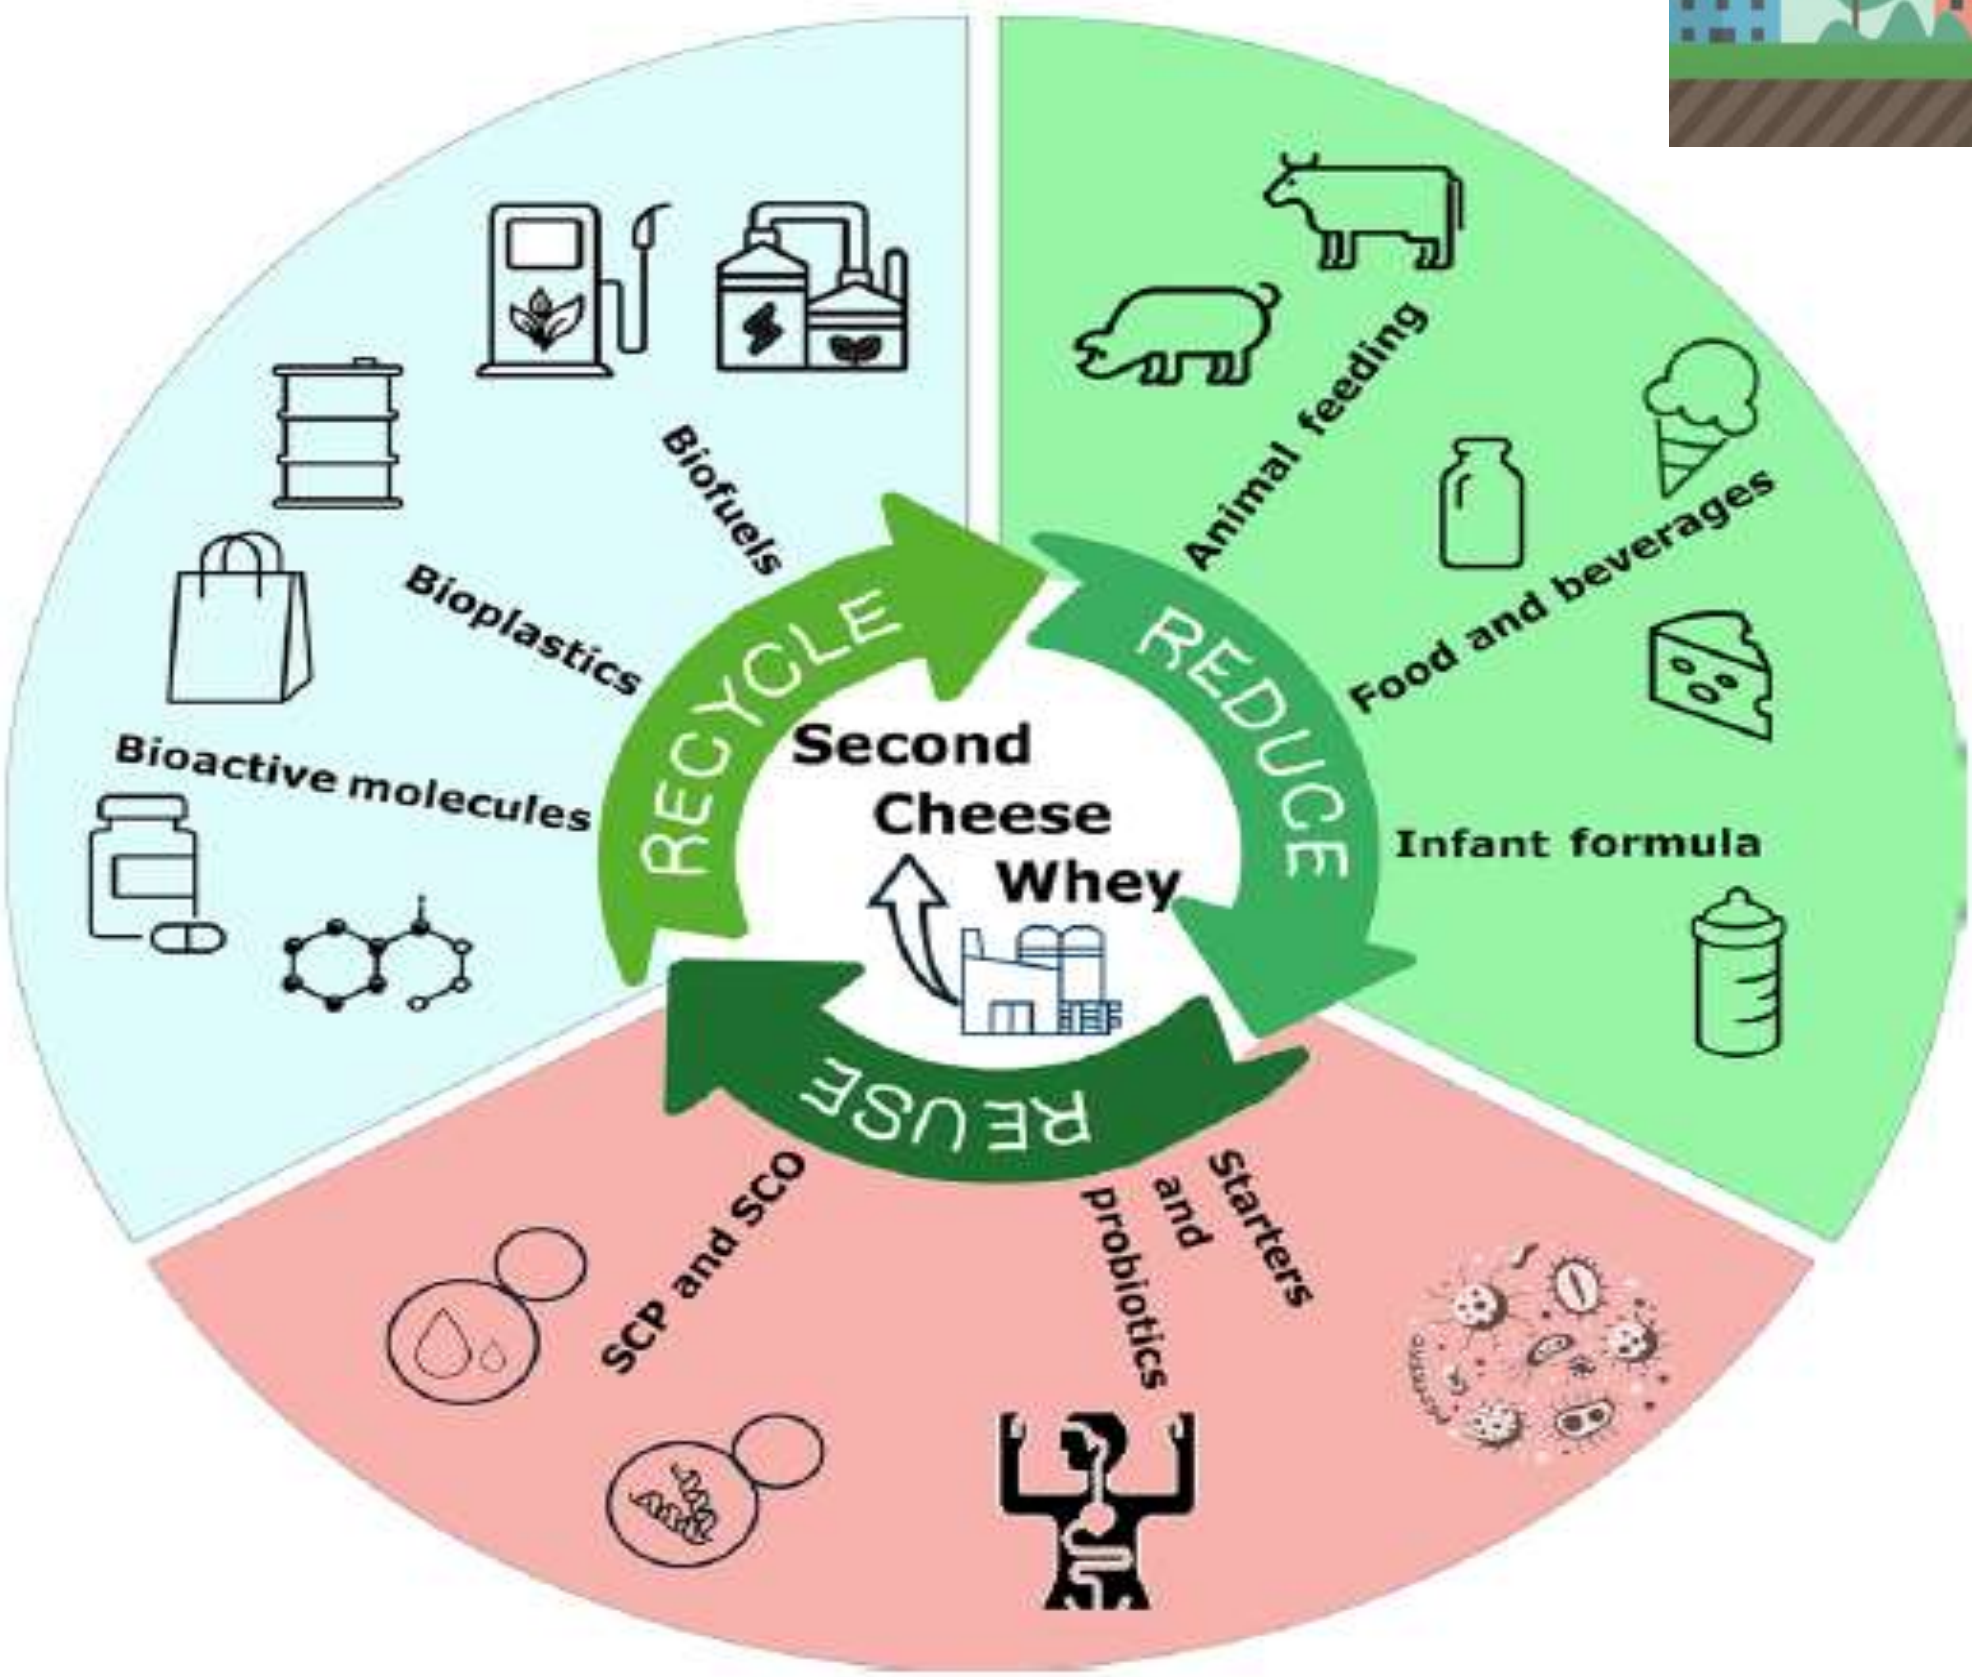 Biofuels
Bioplastics
Bioactive molecules
Animal feeding
Food and beverages
Infant formula
RECYCLE
REDUCE
REUSE
Second
Cheese
Whey
SCP and SCO
Starters
and
probiotics